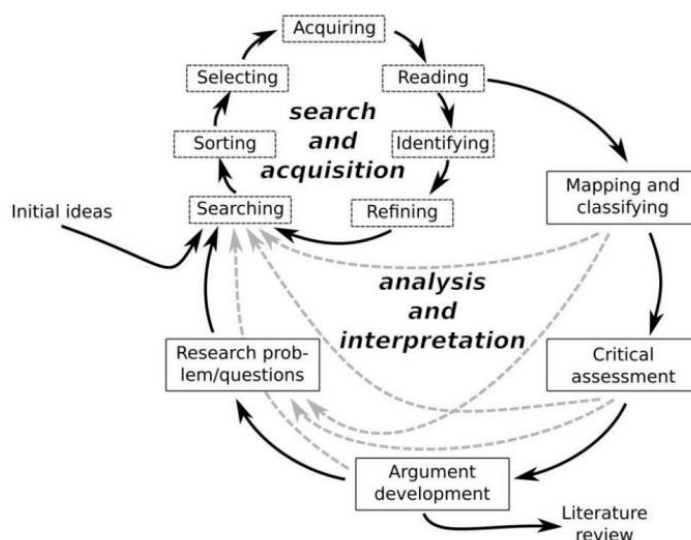 Acquiring
Selecting
Reading
search
and
acquisition
Sorting
Identifying
Mapping and
classifying
Initial ideas
Searching
Refining
analysis
and
interpretation
Research prob-
lem/questions
Critical
assessment
Argument
development
Literature
review